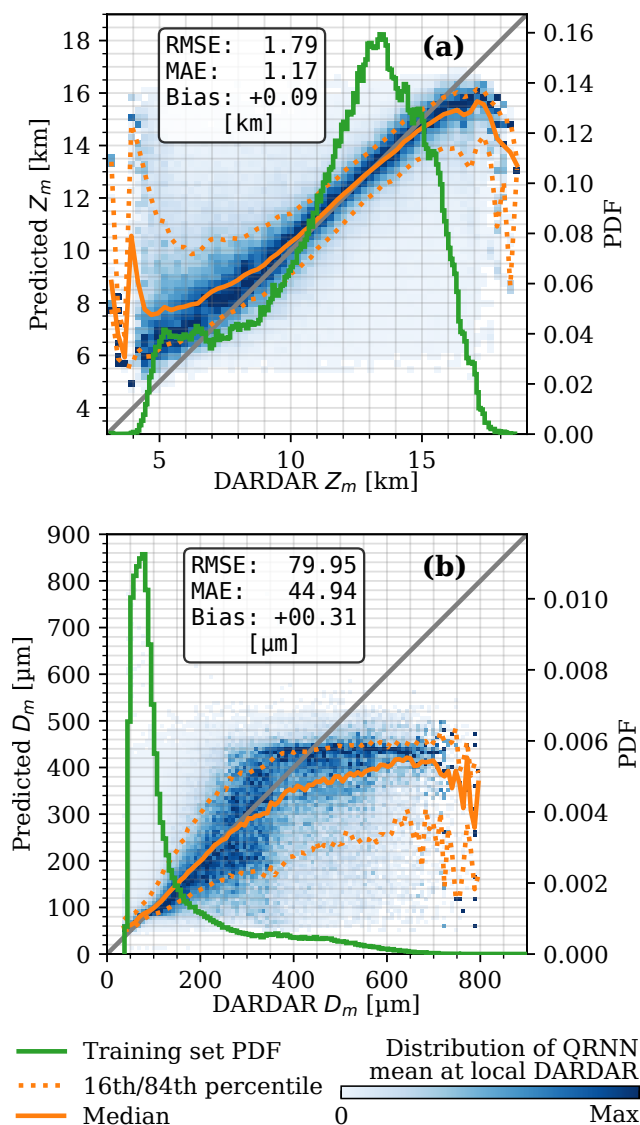 (a)
RMSE: 1.79
MAE: 1.17
Bias: +0.09
[km]
18
16
14
12
10
8
6
4
Predicted Zm [km]
0.16
0.14
0.12
0.10
0.08
0.06
0.04
0.02
0.00
PDF
5
10
15
DARDAR Zm [km]
(b)
RMSE: 79.95
MAE: 44.94
Bias: +00.31
[µm]
900
800
700
600
500
400
300
200
100
0
Predicted Dm [µm]
0.010
0.008
0.006
0.004
0.002
0.000
PDF
0
200
400
600
800
DARDAR Dm [µm]
Training set PDF
16th/84th percentile
Median
Distribution of QRNN
mean at local DARDAR
0
Max